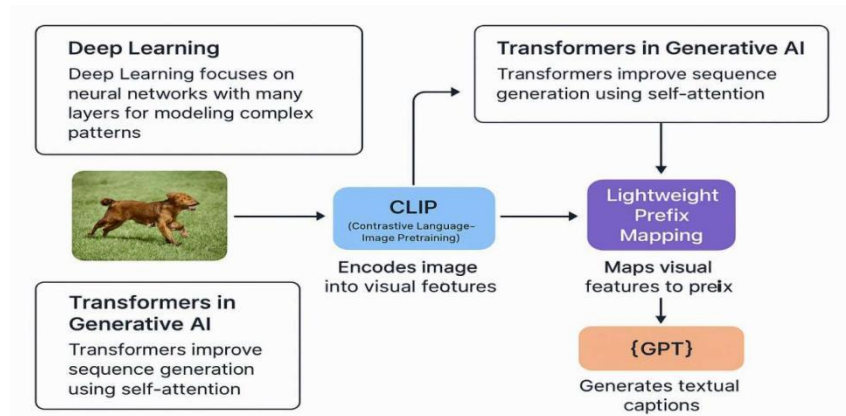 Deep Learning
Deep Learning focuses on
neural networks with many
layers for modeling complex
patterns
Transformers in Generative AI
Transformers improve sequence
generation using self-attention
CLIP
(Contrastive Language-
Image Pretraining)
Encodes image
into visual features
Lightweight
Prefix
Mapping
Maps visual
features to preix
Transformers in
Generative AI
Transformers improve
sequence generation
using self-attention
{GPT}
Generates textual
captions